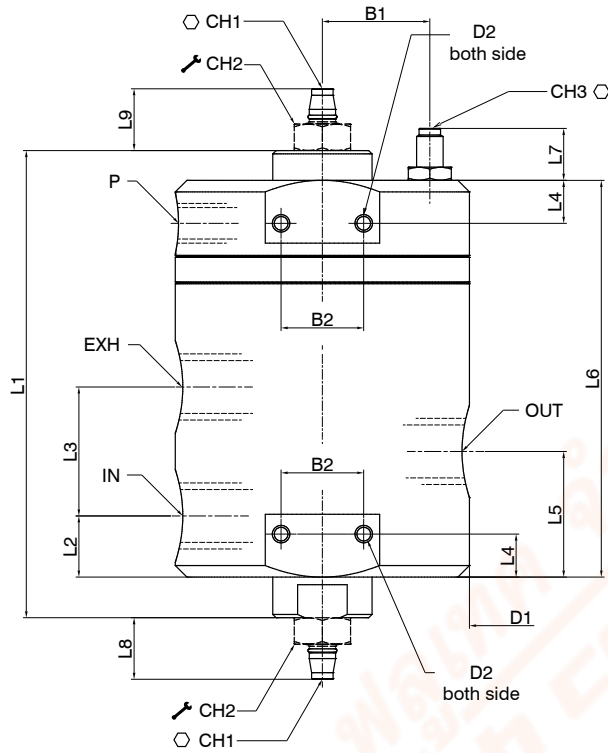 B1
CH1
D2
both side
CH2
CH3
L9
L7
P
L4
B2
EXH
L1
L6
L3
OUT
IN
B2
L5
L2
L4
D1
L8
D2
both side
CH2
CH1